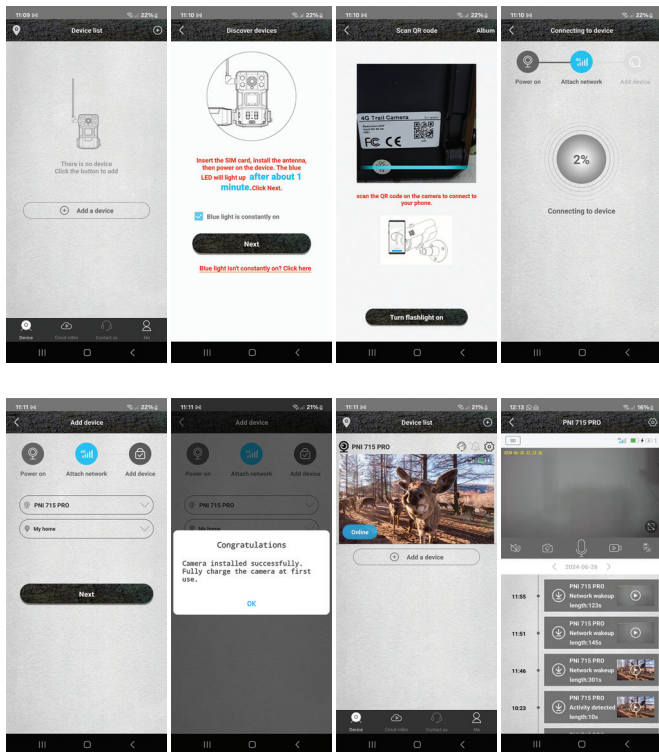 11:09
22%
Device list
There is no device
Click the button to add
Add a device
Device
Cloud video
Contact us
Me
11:10
22%
Discover devices
Insert the SIM card, install the antenna,
then power on the device. The blue
LED will light up after about 1
minute.Click Next.
Blue light is constantly on
Next
Blue light isn't constantly on? Click here
11:10
22%
Scan QR code
Album
4G Trail Camera
FC CE
1x
scan the QR code on the camera to connect to
your phone.
Turn flashlight on
11:10
22%
Connecting to device
Power on
Attach network
Add device
2%
Connecting to device
11:11
22%
Add device
Power on
Attach network
Add device
PNI 715 PRO
My home
Next
11:11
21%
Add device
Power on
Attach network
Add device
PNI 715 PRO
My home
Congratulations
Camera installed successfully.
Fully charge the camera at first
use.
OK
11:11
21%
Device list
PNI 715 PRO
Online
Add a device
Device
Cloud video
Contact us
Me
12:13
16%
PNI 715 PRO
SD
1
2024-06-26
11:55
PNI 715 PRO
Network wakeup
length:123s
11:51
PNI 715 PRO
Network wakeup
length:145s
11:46
PNI 715 PRO
Network wakeup
length:301s
10:23
PNI 715 PRO
Activity detected
length:10s